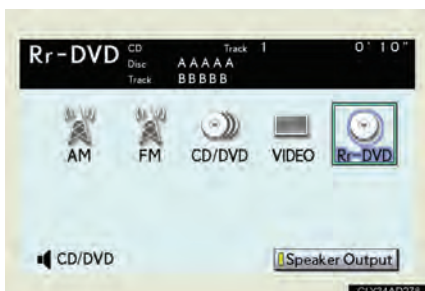 Rr-DVD CD Track 1 0' 10"
Disc AAAAA
Track BBBBB
AM FM CD/DVD VIDEO Rr-DVD
CD/DVD Speaker Output